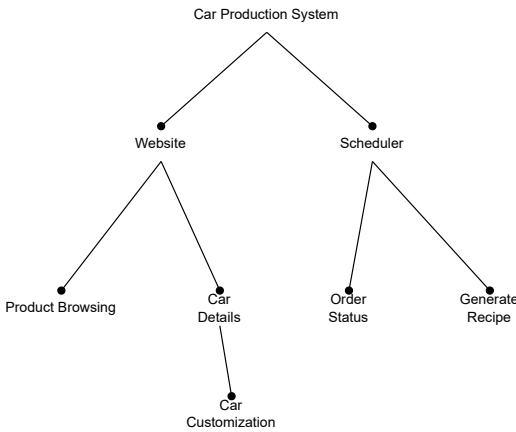 Car Production System
Website
Scheduler
Product Browsing
Car
Details
Order
Status
Generate
Recipe
Car
Customization